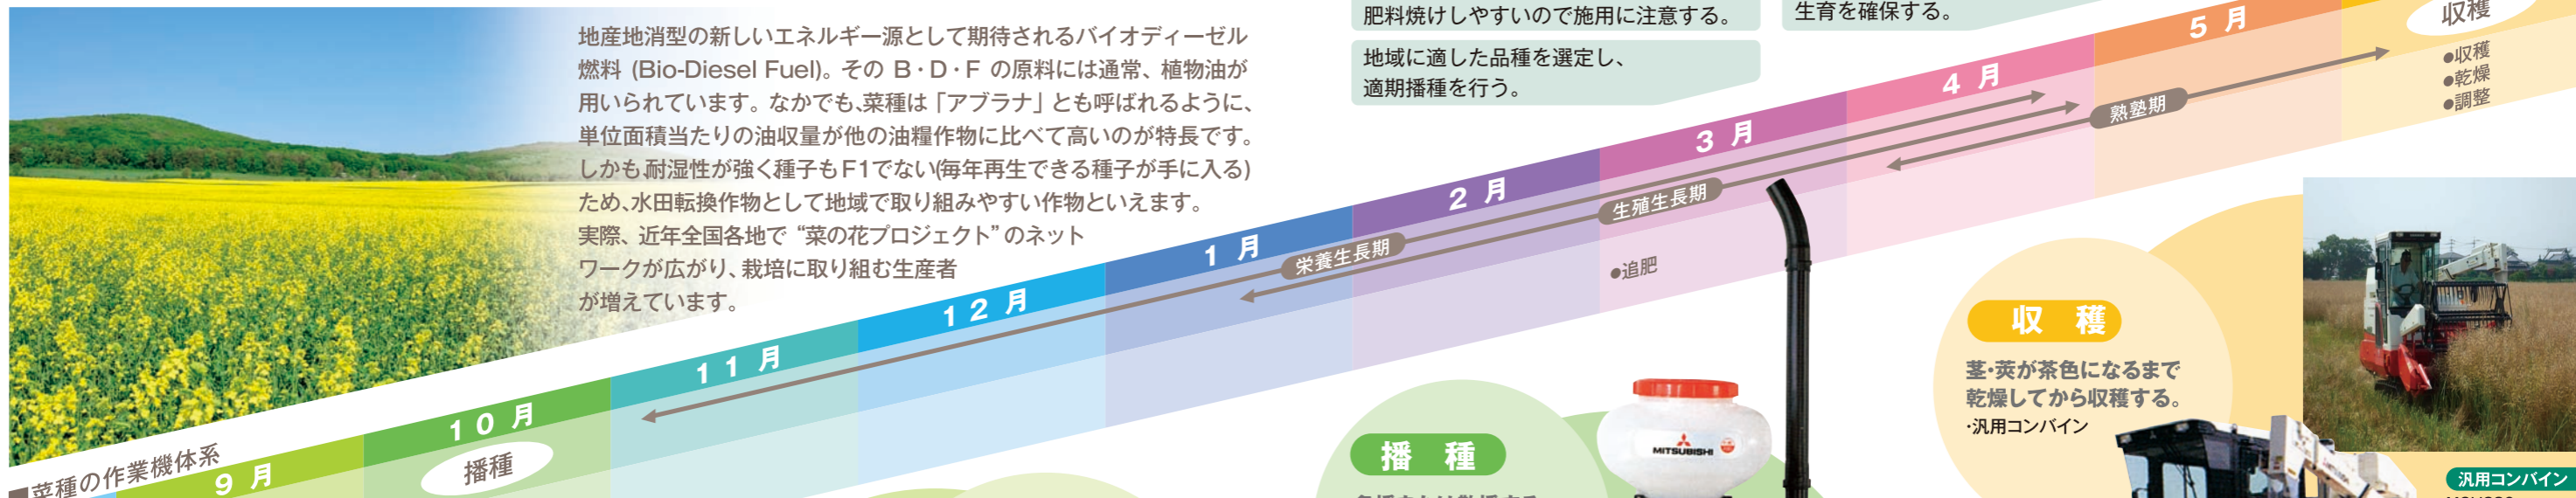 地産地消型の新しいエネルギー源として期待されるバイオディーゼル
燃料 (Bio-Diesel Fuel)。その B・D・F の原料には通常、植物油が
用いられています。なかでも、菜種は「アブラナ」とも呼ばれるように、
単位面積当たりの油収量が他の油糧作物に比べて高いのが特長です。
しかも耐湿性が強く種子もF1でない(毎年再生できる種子が手に入る)
ため、水田転換作物として地域で取り組みやすい作物といえます。
実際、近年全国各地で“菜の花プロジェクト”のネット
ワークが広がり、栽培に取り組む生産者
が増えています。
肥料焼けしやすいので施用に注意する。
地域に適した品種を選定し、
適期播種を行う。
生育を確保する。
■菜種の作業機体系
9月
10月
11月
12月
1月
2月
3月
4月
5月
播種
栄養生長期
生殖生長期
熟塾期
●追肥
収穫
●収穫
●乾燥
●調整
播種
MITSUBISHI
収穫
茎・莢が茶色になるまで
乾燥してから収穫する。
・汎用コンバイン
汎用コンバイン